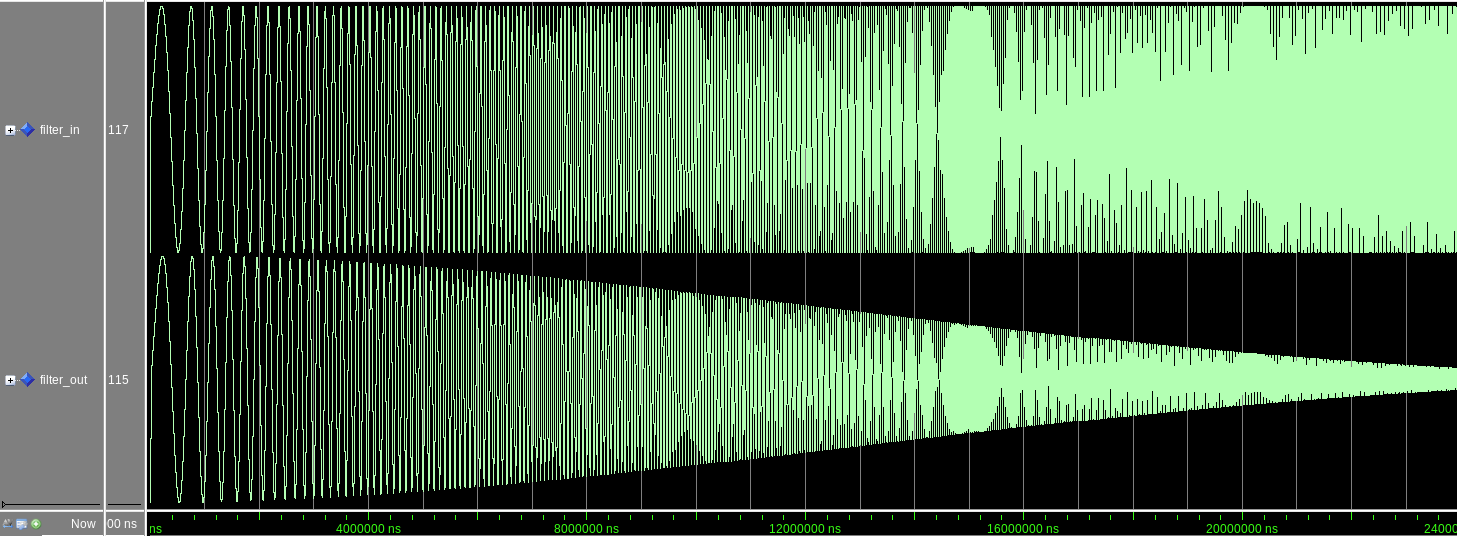 filter_in
117
filter_out
115
Now
00 ns
ns
4000000 ns
8000000 ns
12000000 ns
16000000 ns
20000000 ns
24000